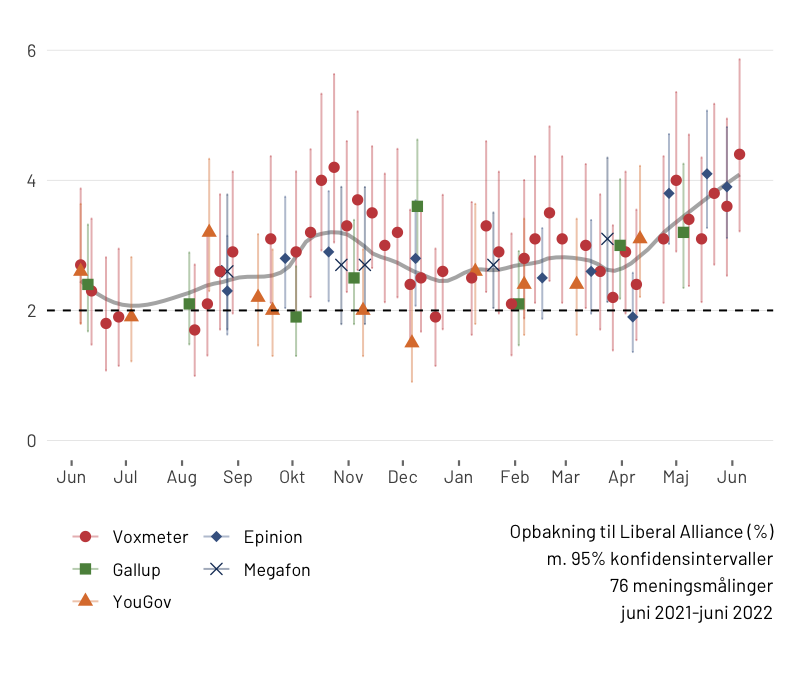 6
4
2
0
Jun Jul Aug Sep Okt Nov Dec Jan Feb Mar Apr Maj Jun
Voxmeter Epinion
Gallup Megafon
YouGov
Opbakning til Liberal Alliance (%)
m. 95% konfidensintervaller
76 meningsmålinger
juni 2021-juni 2022